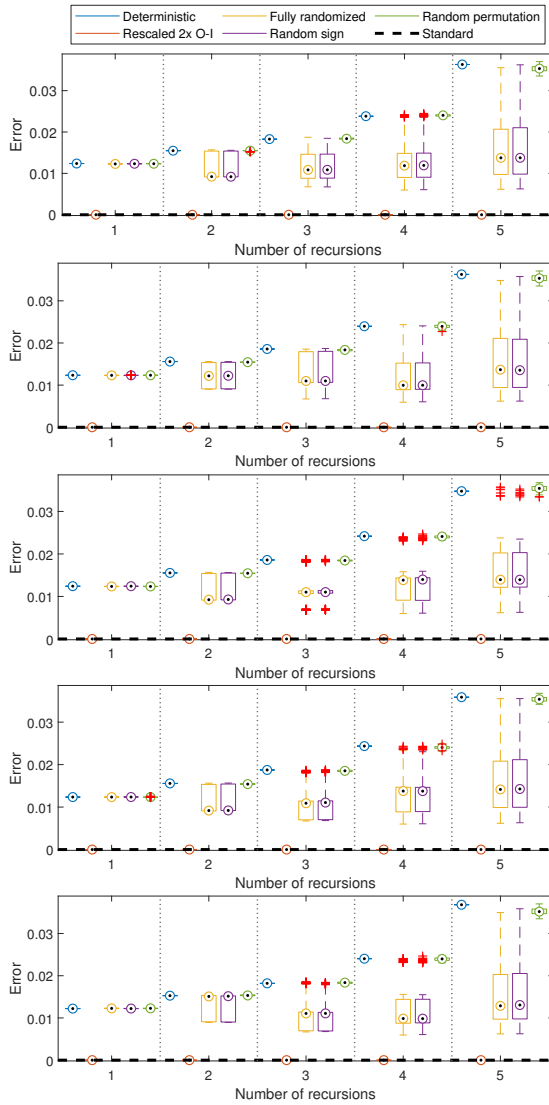 Deterministic Fully randomized Random permutation
Rescaled 2x O-I Random sign Standard
0.03
0.02
0.01
0
Error
1 2 3 4 5
Number of recursions
0.03
0.02
0.01
0
Error
1 2 3 4 5
Number of recursions
0.03
0.02
0.01
0
Error
1 2 3 4 5
Number of recursions
0.03
0.02
0.01
0
Error
1 2 3 4 5
Number of recursions
0.03
0.02
0.01
0
Error
1 2 3 4 5
Number of recursions